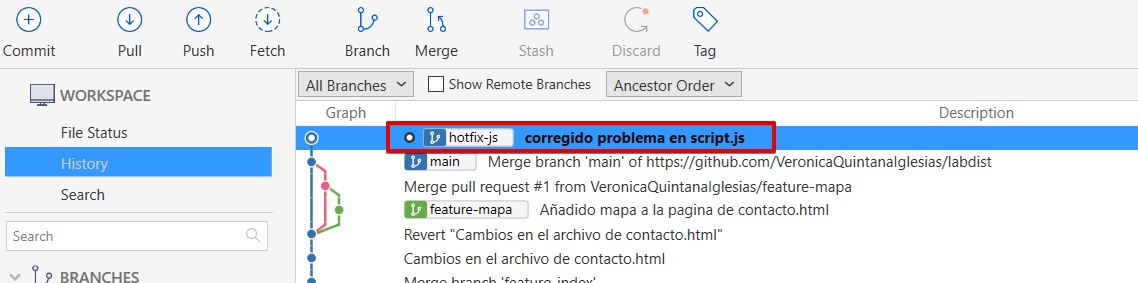 Commit Pull Push Fetch Branch Merge Stash Discard Tag
WORKSPACE
File Status
History
Search
Search
BRANCHES
All Branches Show Remote Branches Ancestor Order
Graph Description
hotfix-js corregido problema en script.js
main Merge branch 'main' of https://github.com/VeronicaQuintanaIglesias/labdist
Merge pull request #1 from VeronicaQuintanaIglesias/feature-mapa
feature-mapa Añadido mapa a la pagina de contacto.html
Revert "Cambios en el archivo de contacto.html"
Cambios en el archivo de contacto.html
Merge branch 'feature-index'